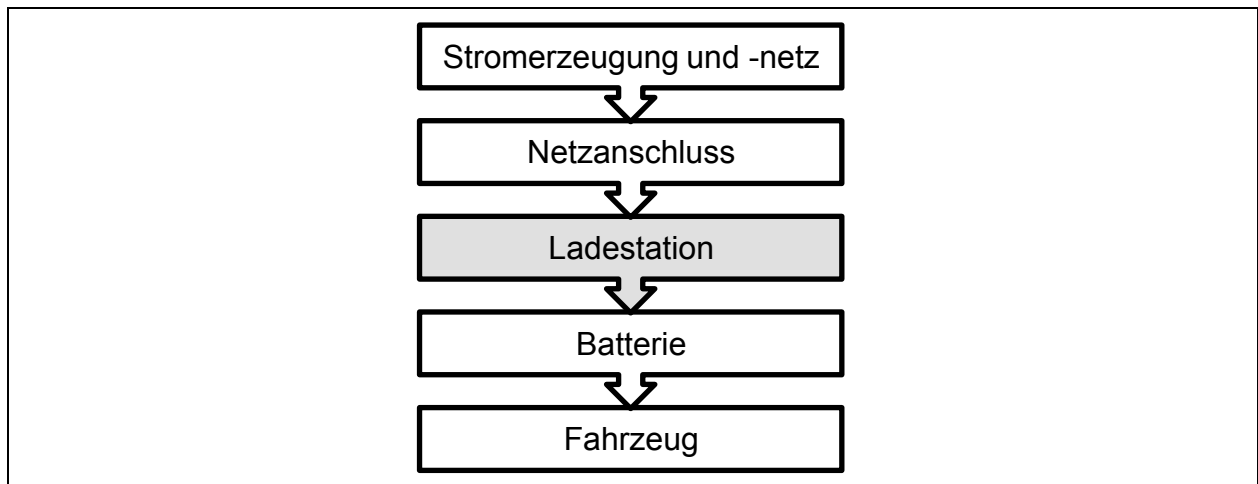 Stromerzeugung und -netz
Netzanschluss
Ladestation
Batterie
Fahrzeug